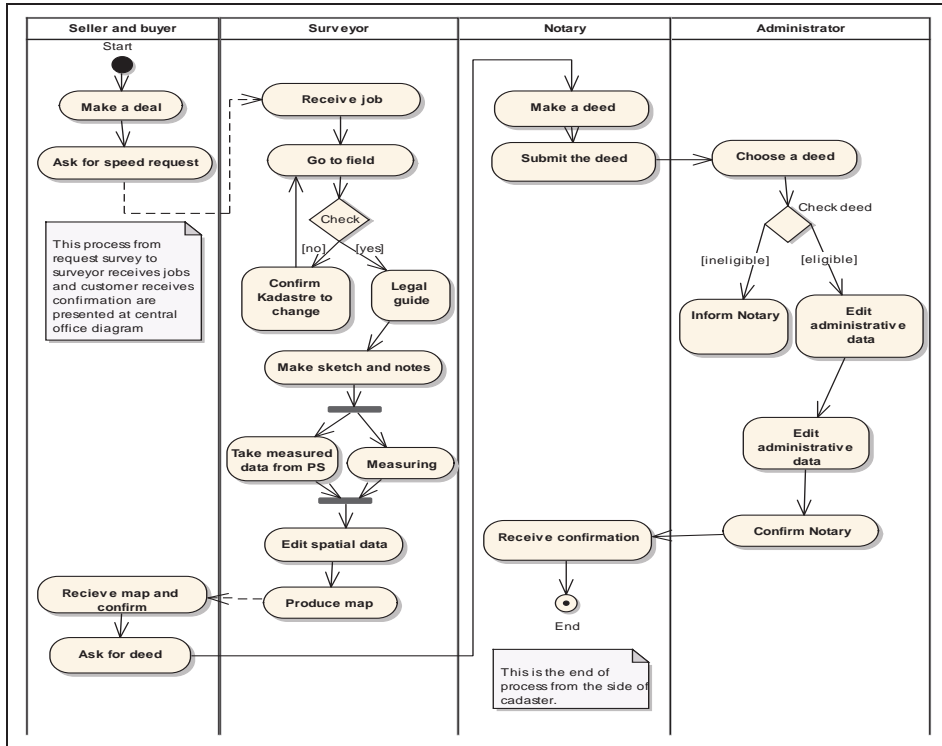 Seller and buyer
Surveyor
Notary
Administrator
Start
Make a deal
Ask for speed request
This process from
request survey to
surveyor receives jobs
and customer receives
confirmation are
presented at central
office diagram
Recieve map and
confirm
Ask for deed
Receive job
Go to field
Check
[no]
[yes]
Confirm
Kadastre to
change
Legal
guide
Make sketch and notes
Take measured
data from PS
Measuring
Edit spatial data
Produce map
Make a deed
Submit the deed
Receive confirmation
End
This is the end of
process from the side of
cadaster.
Choose a deed
Check deed
[ineligible]
[eligible]
Inform Notary
Edit
administrative
data
Edit
administrative
data
Confirm Notary